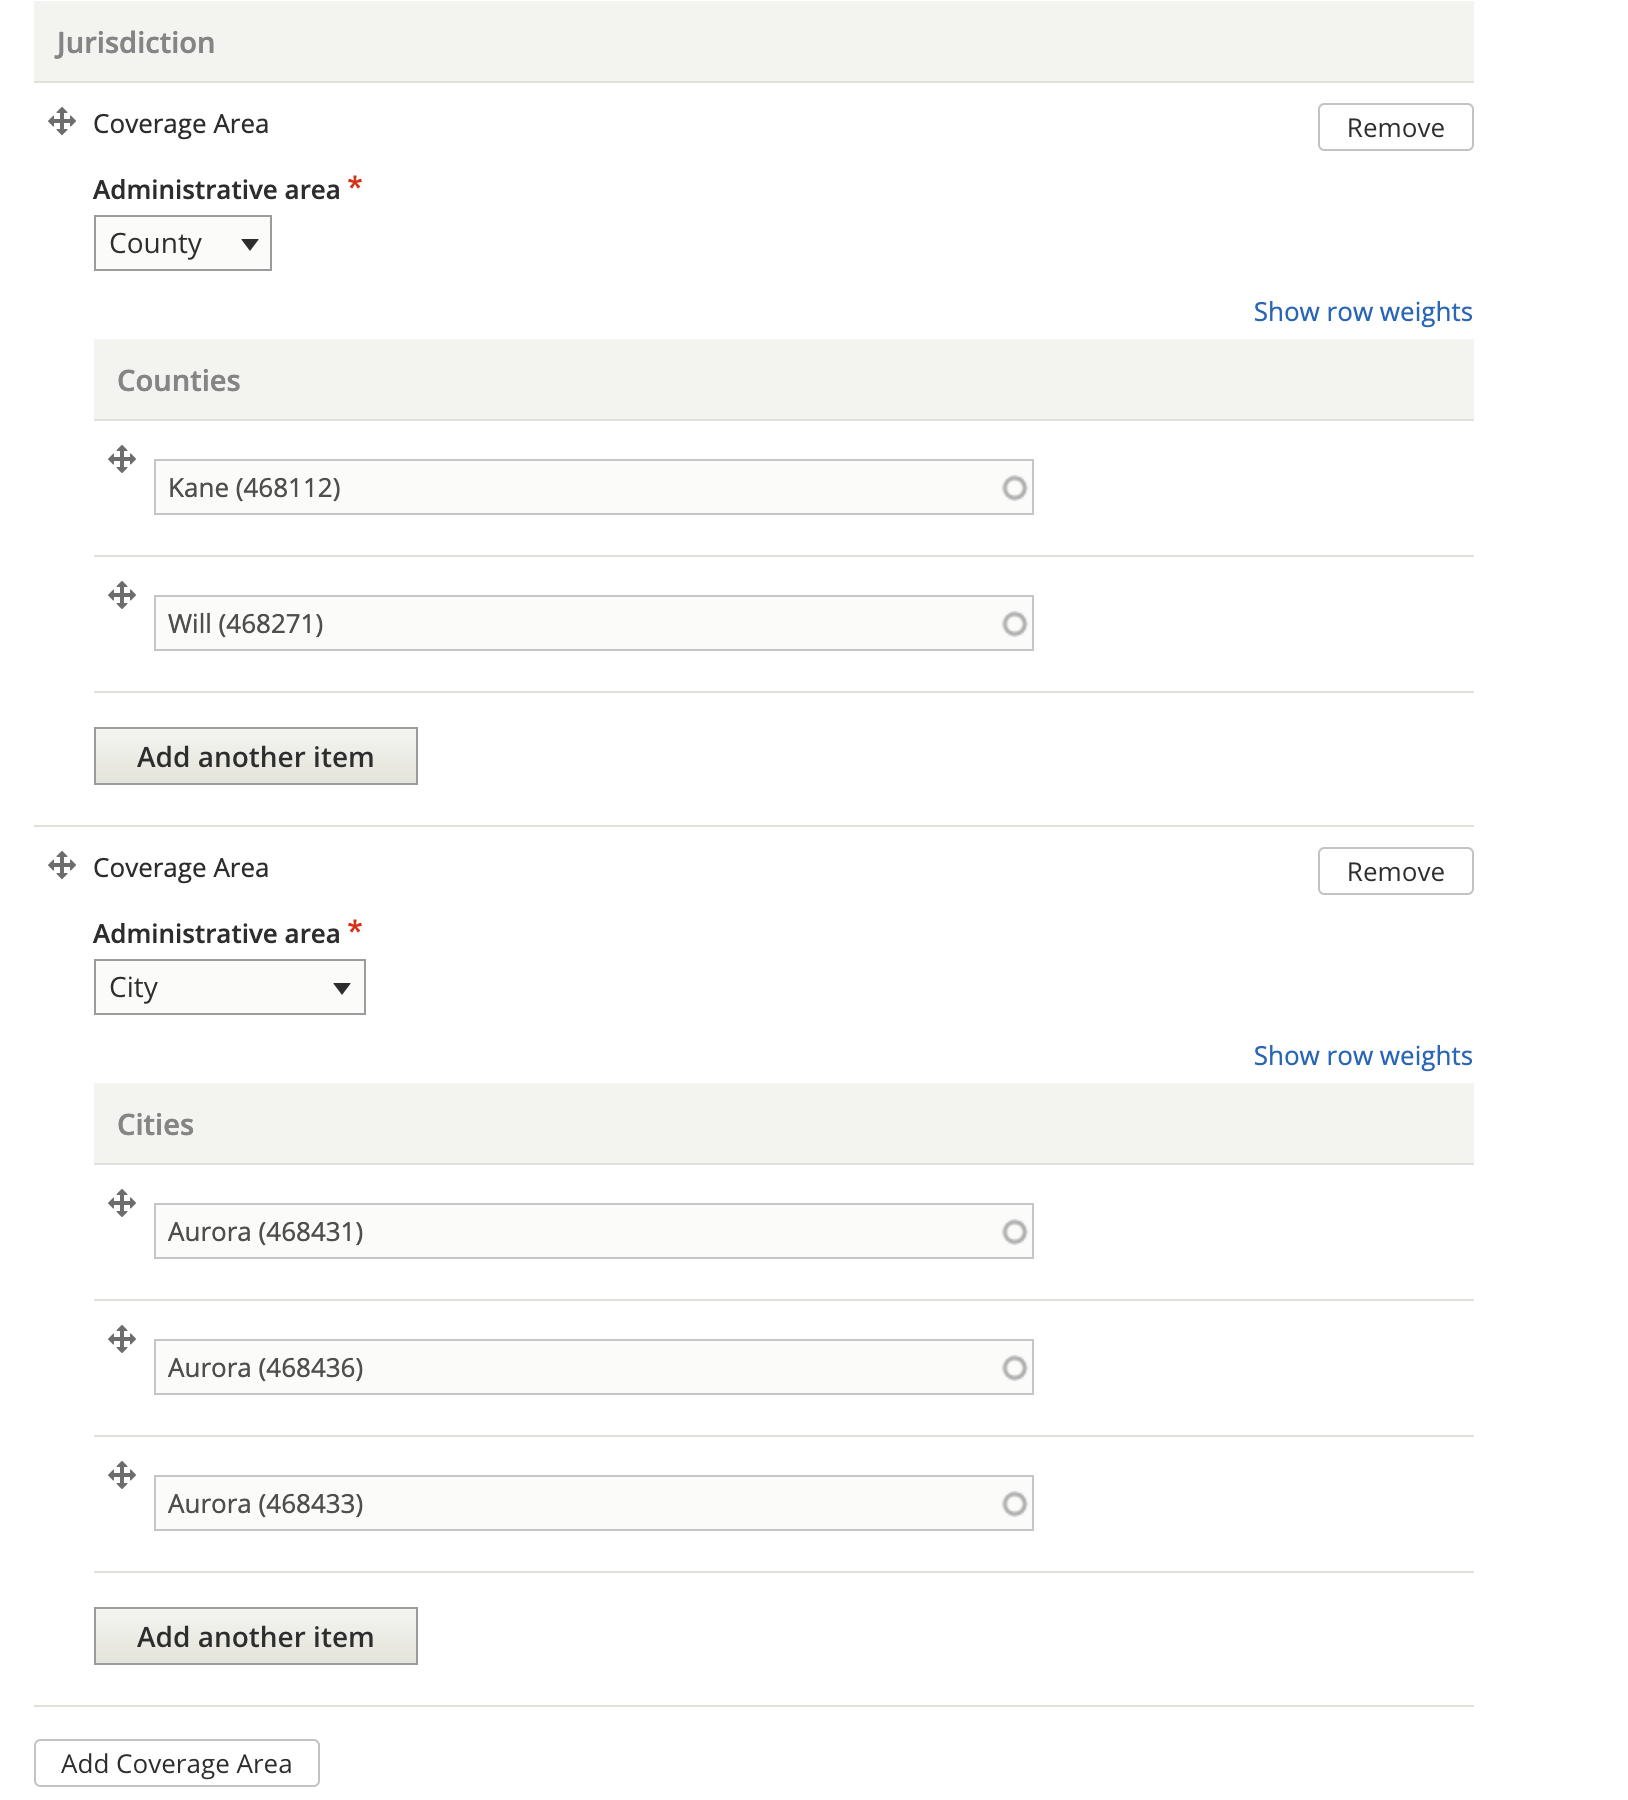 Jurisdiction
Coverage Area
Remove
Administrative area *
County
Show row weights
Counties
Kane (468112)
Will (468271)
Add another item
Coverage Area
Remove
Administrative area *
City
Show row weights
Cities
Aurora (468431)
Aurora (468436)
Aurora (468433)
Add another item
Add Coverage Area